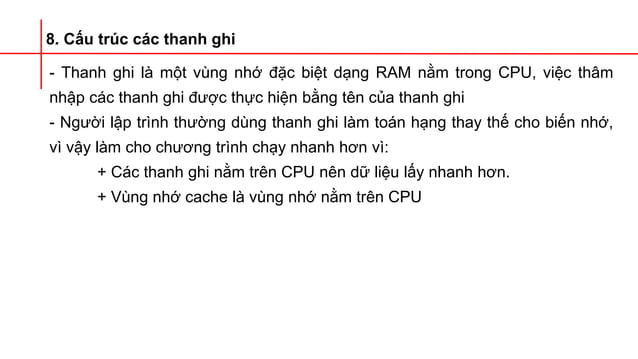 8. Cấu trúc các thanh ghi
- Thanh ghi là một vùng nhớ đặc biệt dạng RAM nằm trong CPU, việc thâm
nhập các thanh ghi được thực hiện bằng tên của thanh ghi
- Người lập trình thường dùng thanh ghi làm toán hạng thay thế cho biến nhớ,
vì vậy làm cho chương trình chạy nhanh hơn vì:
+ Các thanh ghi nằm trên CPU nên dữ liệu lấy nhanh hơn.
+ Vùng nhớ cache là vùng nhớ nằm trên CPU